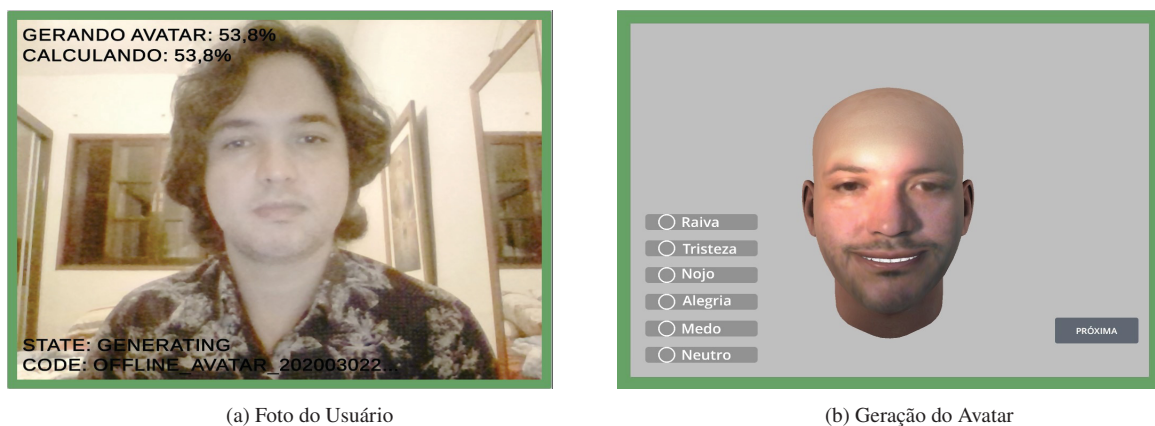 GERANDO AVATAR: 53,8%
CALCULANDO: 53,8%
STATE: GENERATING
CODE: OFFLINE_AVATAR_202003022...
Raiva
Tristeza
Nojo
Alegria
Medo
Neutro
PRÓXIMA
(a) Foto do Usuário
(b) Geração do Avatar